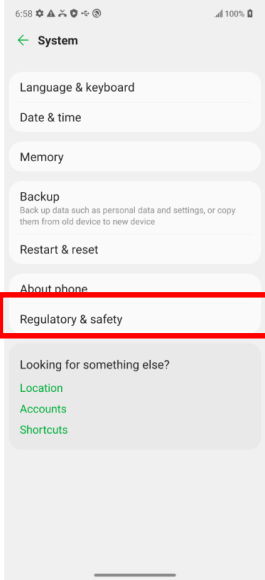 6:58
100%
System
Language & keyboard
Date & time
Memory
Backup
Back up data such as personal data and settings, or copy
them from old device to new device
Restart & reset
About phone
Regulatory & safety
Looking for something else?
Location
Accounts
Shortcuts